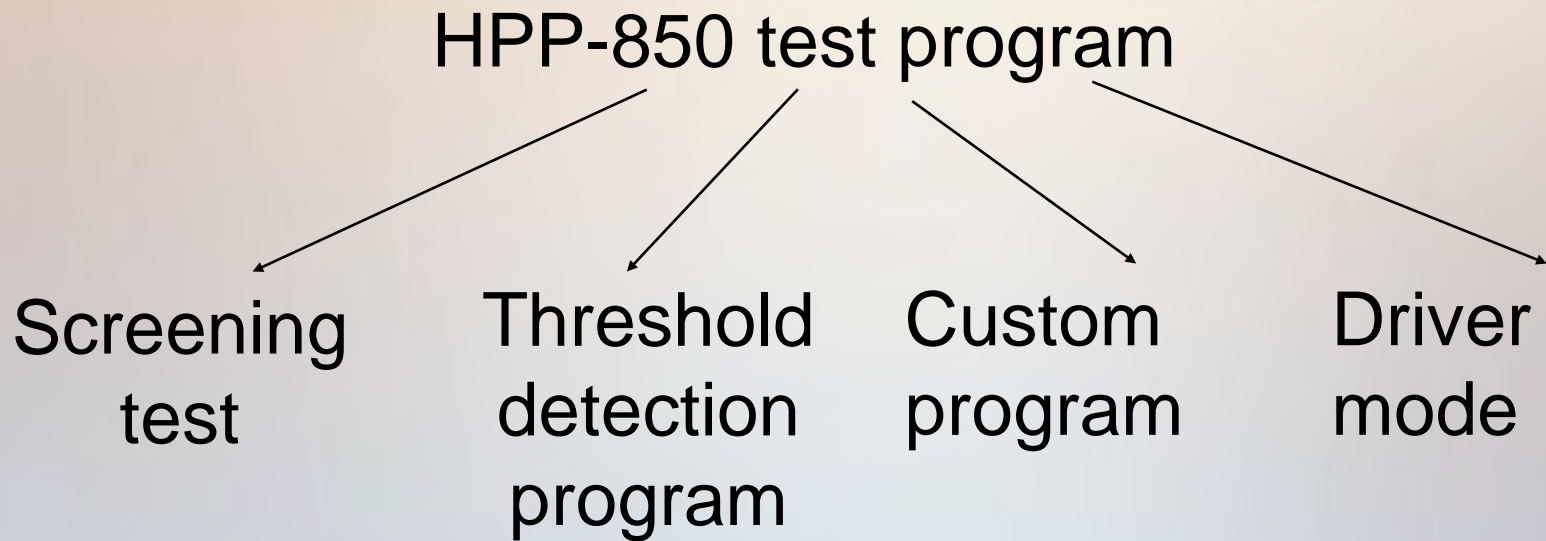 HPP-850 test program
Screening
test
Threshold
detection
program
Custom
program
Driver
mode